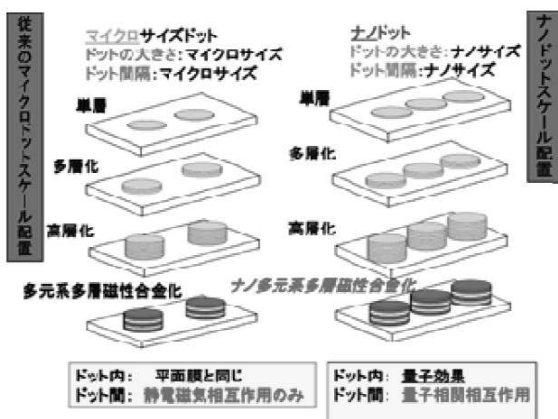 従来のマイクロドットスケール配置
マイクロサイズドット
ドットの大きさ:マイクロサイズ
ドット間隔:マイクロサイズ
単層
多層化
高層化
多元系多層磁性合金化
ドット内: 平面膜と同じ
ドット間: 静電磁気相互作用のみ
ナノドットスケール配置
ナノドット
ドットの大きさ:ナノサイズ
ドット間隔:ナノサイズ
単層
多層化
高層化
ナノ多元系多層磁性合金化
ドット内: 量子効果
ドット間: 量子相関相互作用